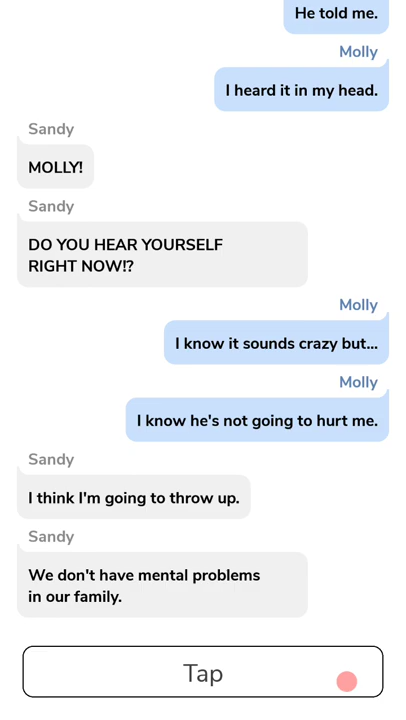 He told me.
Molly
I heard it in my head.
Sandy
MOLLY!
Sandy
DO YOU HEAR YOURSELF
RIGHT NOW!?
Molly
I know it sounds crazy but...
Molly
I know he's not going to hurt me.
Sandy
I think I'm going to throw up.
Sandy
We don't have mental problems
in our family.
Tap